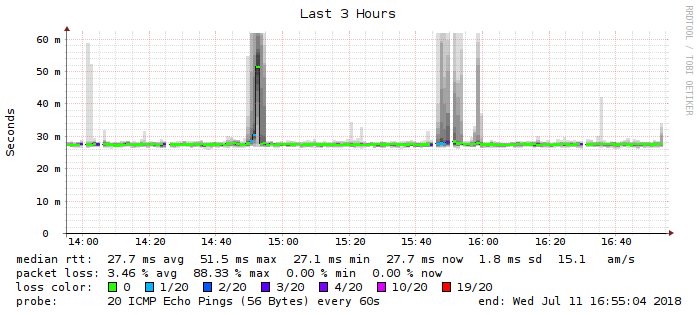 Last 3 Hours
RRDTOOL / TOBI OETIKER
Seconds
60 m
50 m
40 m
30 m
20 m
10 m
0
14:00 14:20 14:40 15:00 15:20 15:40 16:00 16:20 16:40
median rtt: 27.7 ms avg 51.5 ms max 27.1 ms min 27.7 ms now 1.8 ms sd 15.1 am/s
packet loss: 3.46 % avg 88.33 % max 0.00 % min 0.00 % now
loss color: 0 1/20 2/20 3/20 4/20 10/20 19/20
probe: 20 ICMP Echo Pings (56 Bytes) every 60s end: Wed Jul 11 16:55:04 2018